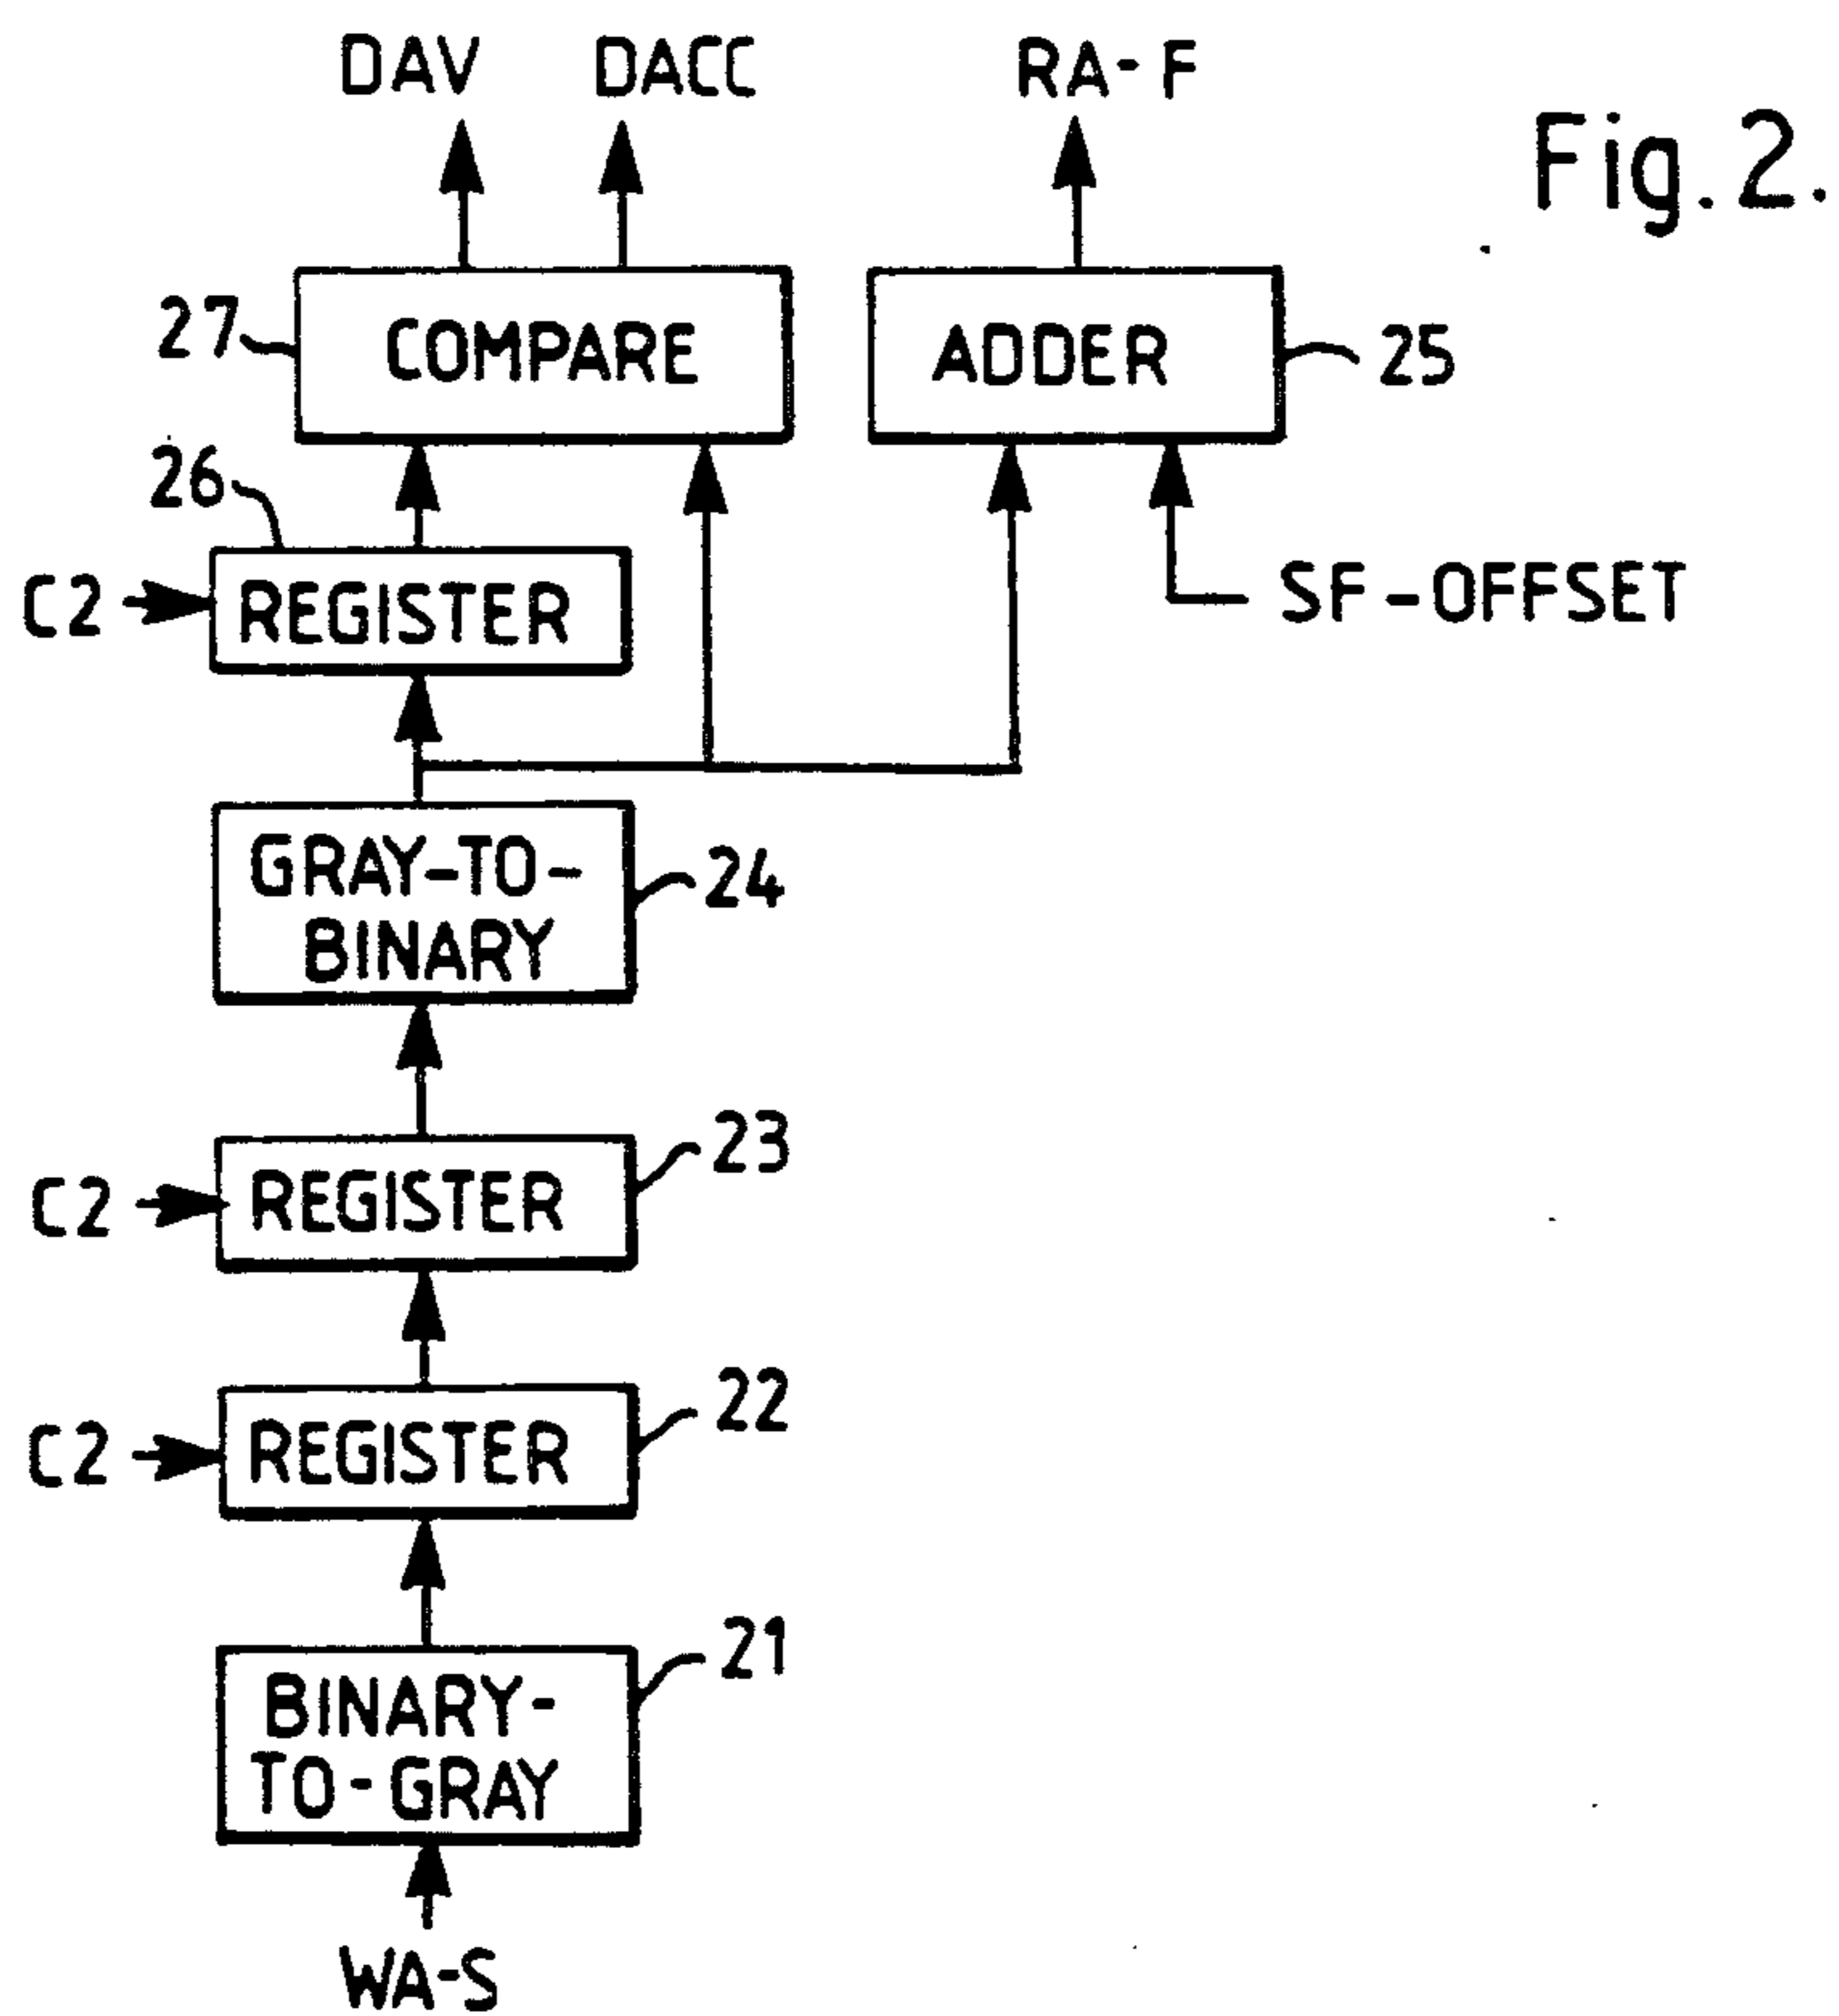 DAV DACC RA-F
Fig. 2.
27 COMPARE ADDER 25
26
C2 REGISTER SF-OFFSET
GRAY-TO-
BINARY
24
23
C2 REGISTER
22
C2 REGISTER
21
BINARY-
TO-GRAY
WA-S